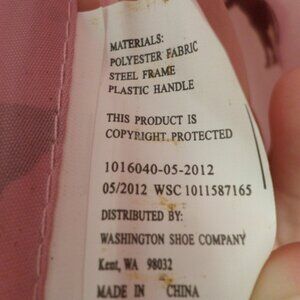 MATERIALS:
POLYESTER FABRIC
STEEL FRAME
PLASTIC HANDLE
THIS PRODUCT IS
COPYRIGHT PROTECTED
1016040-05-2012
05/2012 WSC 1011587165
DISTRIBUTED BY:
WASHINGTON SHOE COMPANY
Kent, WA 98032
MADE IN CHINA